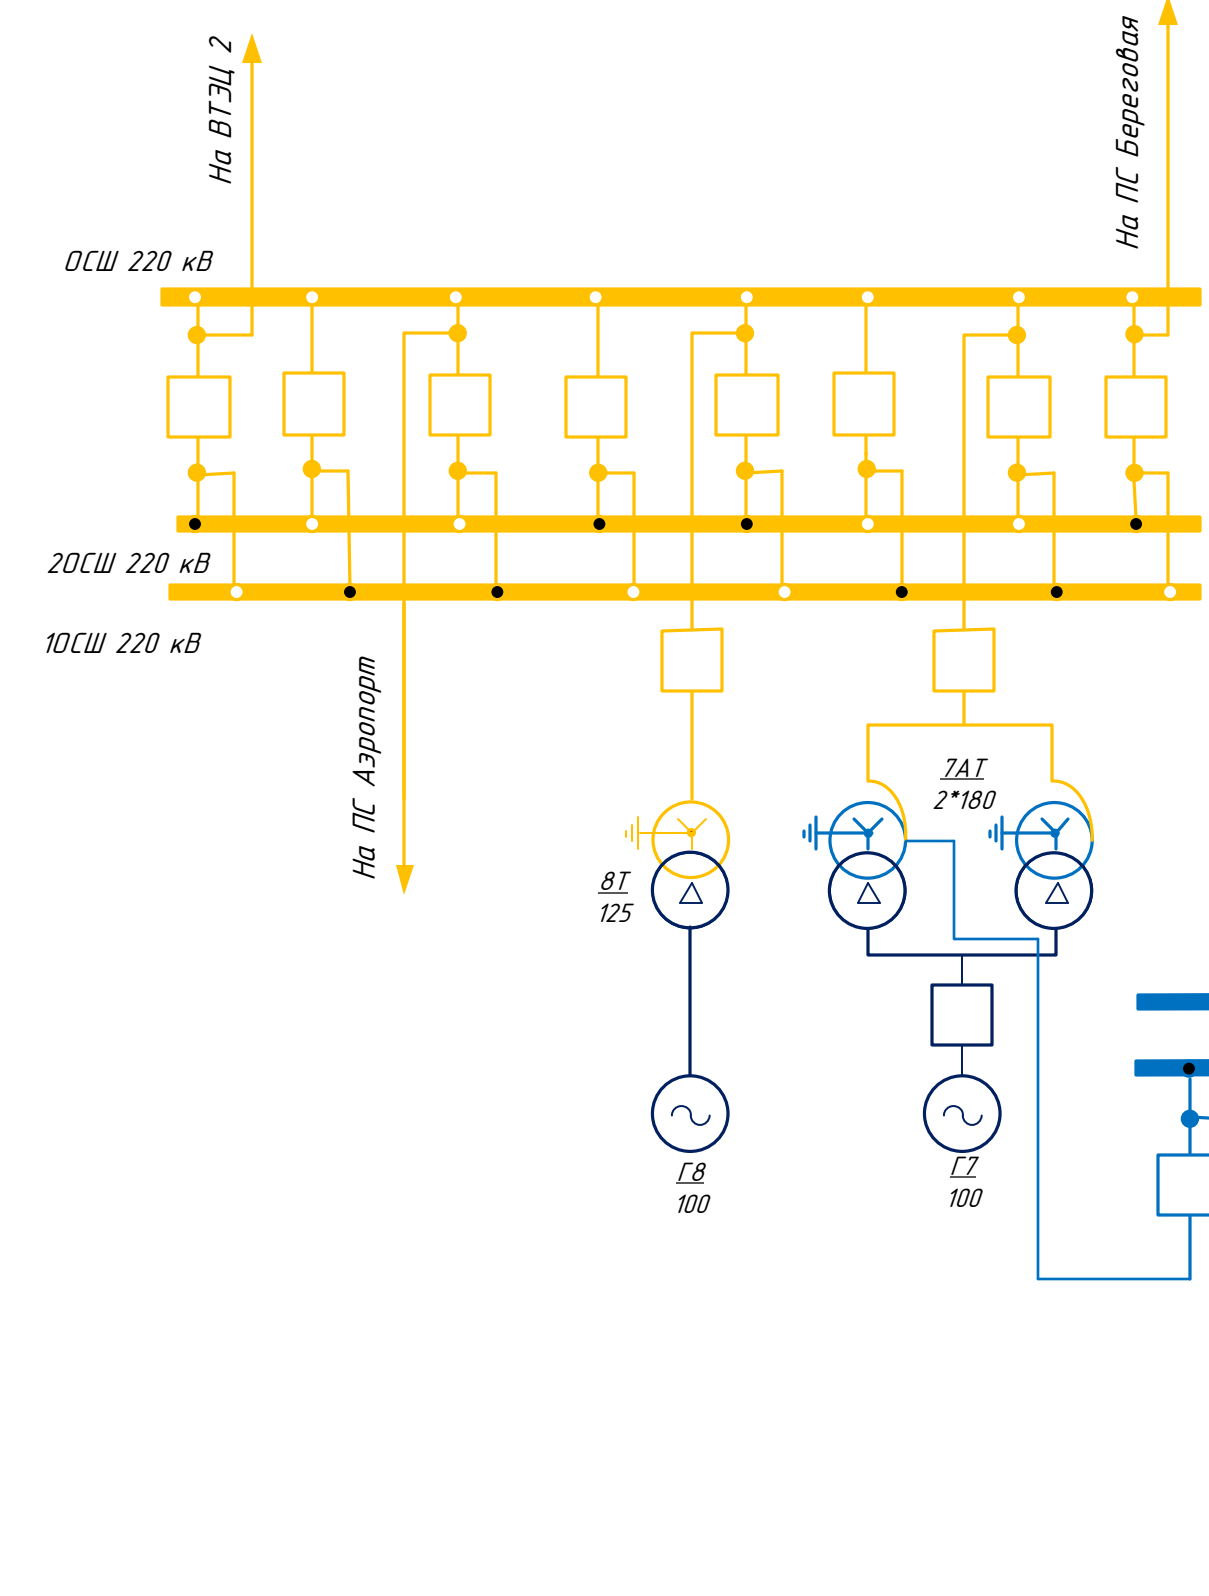 На ВТЭЦ 2
На ПС Береговая
ОСШ 220 кВ
2ОСШ 220 кВ
1ОСШ 220 кВ
На ПС Аэропорт
7АТ
2*180
8Т
125
Г8
100
Г7
100